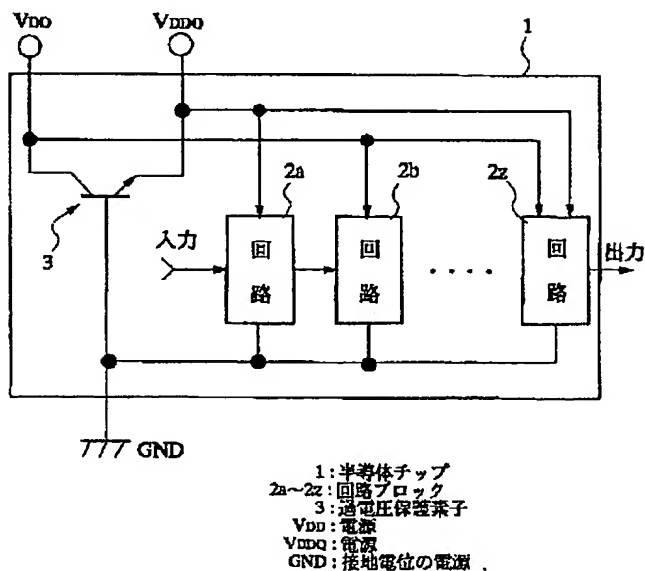 VDD VDDQ
1
2a 2b 2z
3
入力
回路
回路
・・・・
回路
出力
GND
1:半導体チップ
2a〜2z:回路ブロック
3:過電圧保護素子
VDD:電源
VDDQ:電源
GND:接地電位の電源